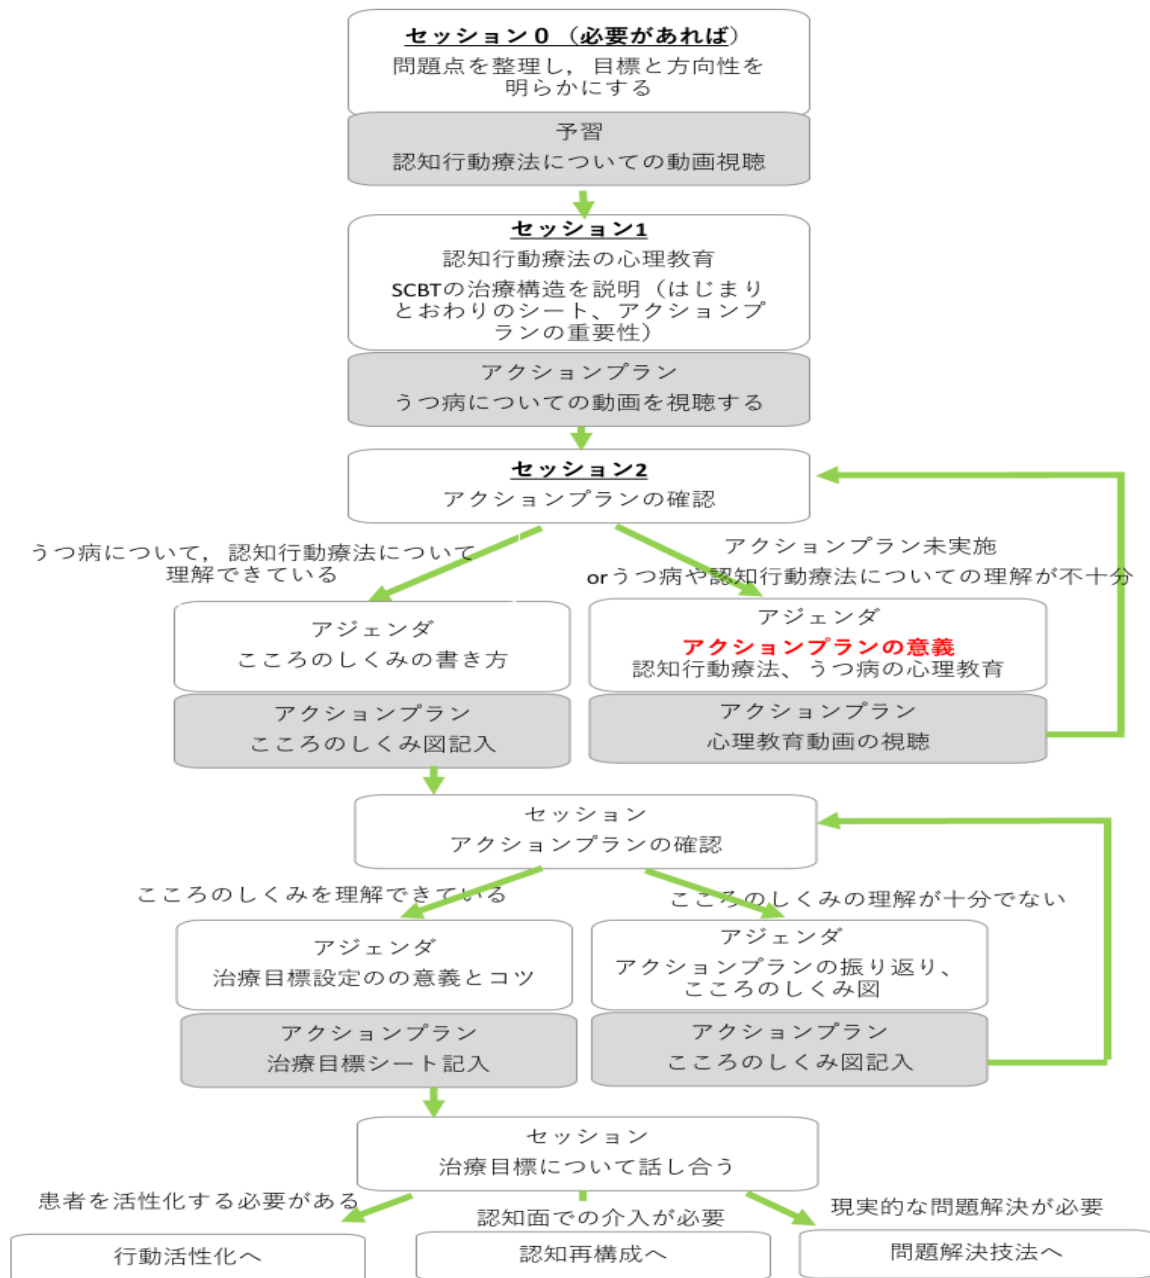 セッション０（必要があれば）
問題点を整理し，目標と方向性を
明らかにする
予習
認知行動療法についての動画視聴
セッション1
認知行動療法の心理教育
SCBTの治療構造を説明（はじまり
とおわりのシート、アクションプ
ランの重要性）
アクションプラン
うつ病についての動画を視聴する
セッション2
アクションプランの確認
うつ病について，認知行動療法について
理解できている
アクションプラン未実施
orうつ病や認知行動療法についての理解が不十分
アジェンダ
こころのしくみの書き方
アクションプラン
こころのしくみ図記入
アジェンダ
アクションプランの意義
認知行動療法、うつ病の心理教育
アクションプラン
心理教育動画の視聴
セッション
アクションプランの確認
こころのしくみを理解できている
こころのしくみの理解が十分でない
アジェンダ
治療目標設定のの意義とコツ
アクションプラン
治療目標シート記入
アジェンダ
アクションプランの振り返り、
こころのしくみ図
アクションプラン
こころのしくみ図記入
セッション
治療目標について話し合う
患者を活性化する必要がある
認知面での介入が必要
現実的な問題解決が必要
行動活性化へ
認知再構成へ
問題解決技法へ